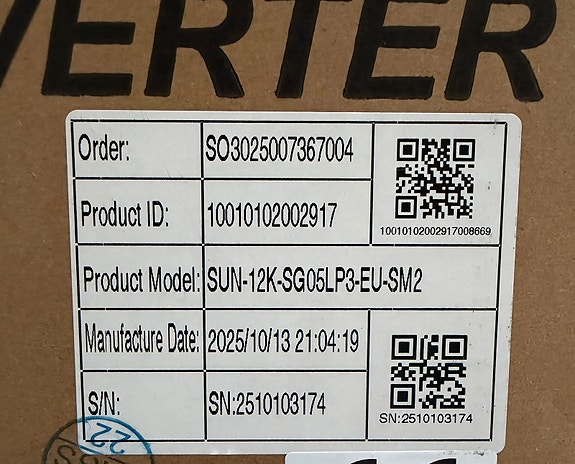 VERTER
Order: SO3025007367004
10010102002917008669
Product ID: 10010102002917
Product Model: SUN-12K-SG05LP3-EU-SM2
Manufacture Date: 2025/10/13 21:04:19
S/N: SN:2510103174
SN:2510103174
22